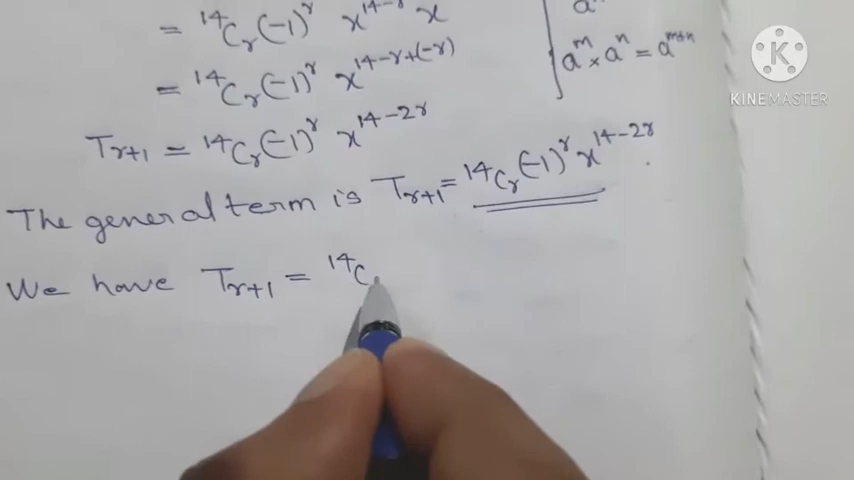 = ¹⁴Cᵣ (-1)ʳ x¹⁴⁻ʳ x
= ¹⁴Cᵣ (-1)ʳ x¹⁴⁻ʳ⁺⁽⁻ʳ⁾
aᵐ × aⁿ = aᵐ⁺ⁿ
Tᵣ₊₁ = ¹⁴Cᵣ (-1)ʳ x¹⁴⁻²ʳ
The general term is Tᵣ₊₁ = ¹⁴Cᵣ (-1)ʳ x¹⁴⁻²ʳ.
We have Tᵣ₊₁ = ¹⁴C
KINEMASTER